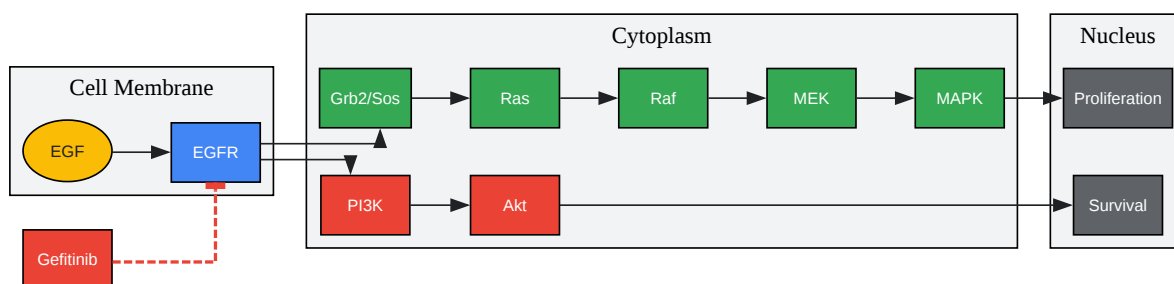 Cytoplasm
Nucleus
Cell Membrane
Grb2/Sos
Ras
Raf
MEK
MAPK
Proliferation
EGF
EGFR
PI3K
Akt
Survival
Gefitinib